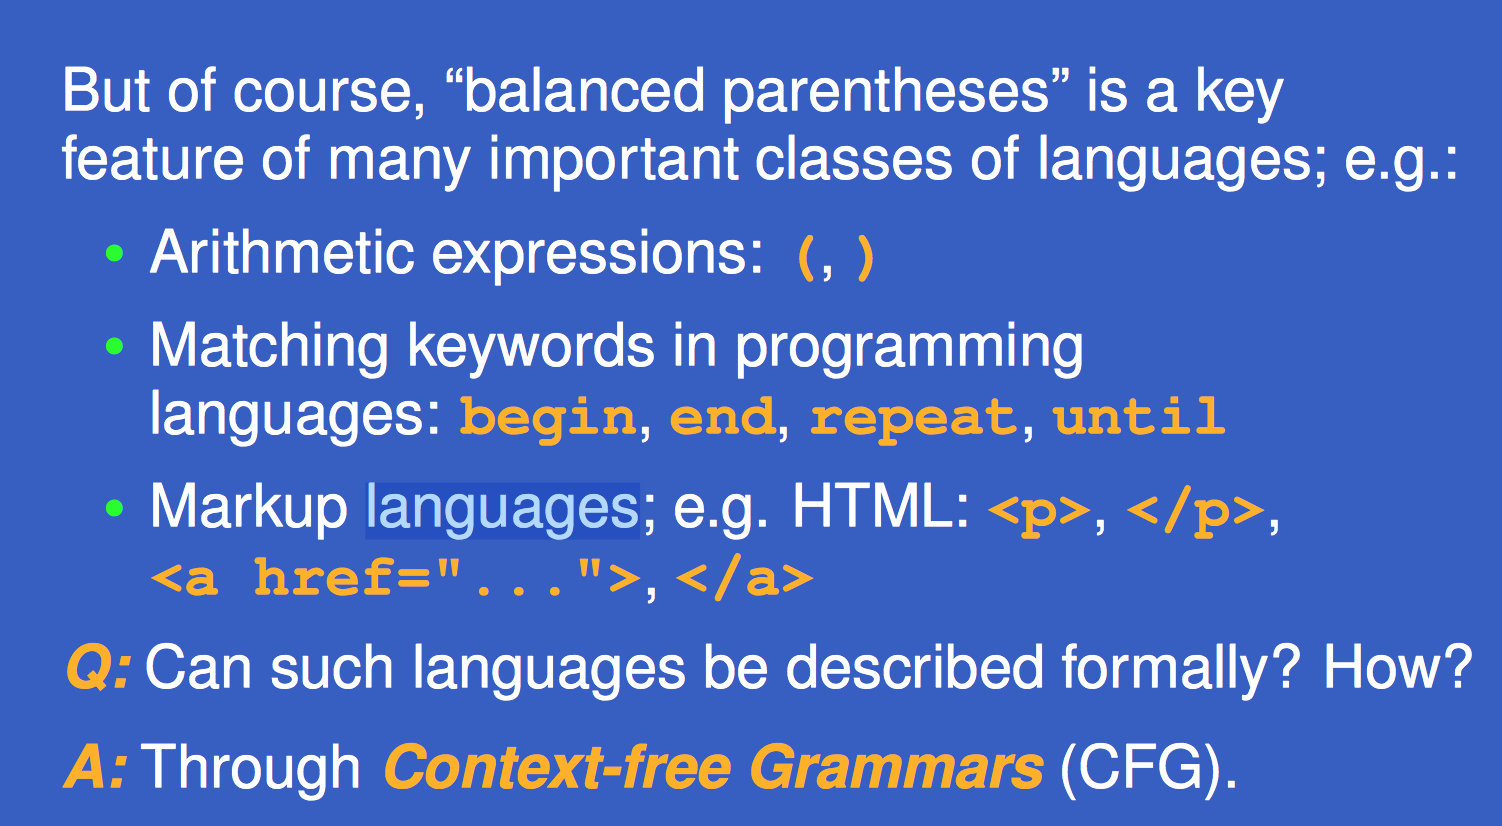 But of course, “balanced parentheses” is a key
feature of many important classes of languages; e.g.:
• Arithmetic expressions: (, )
• Matching keywords in programming
languages: begin, end, repeat, until
• Markup languages; e.g. HTML: <p>, </p>,
<a href="...">, </a>
Q: Can such languages be described formally? How?
A: Through Context-free Grammars (CFG).